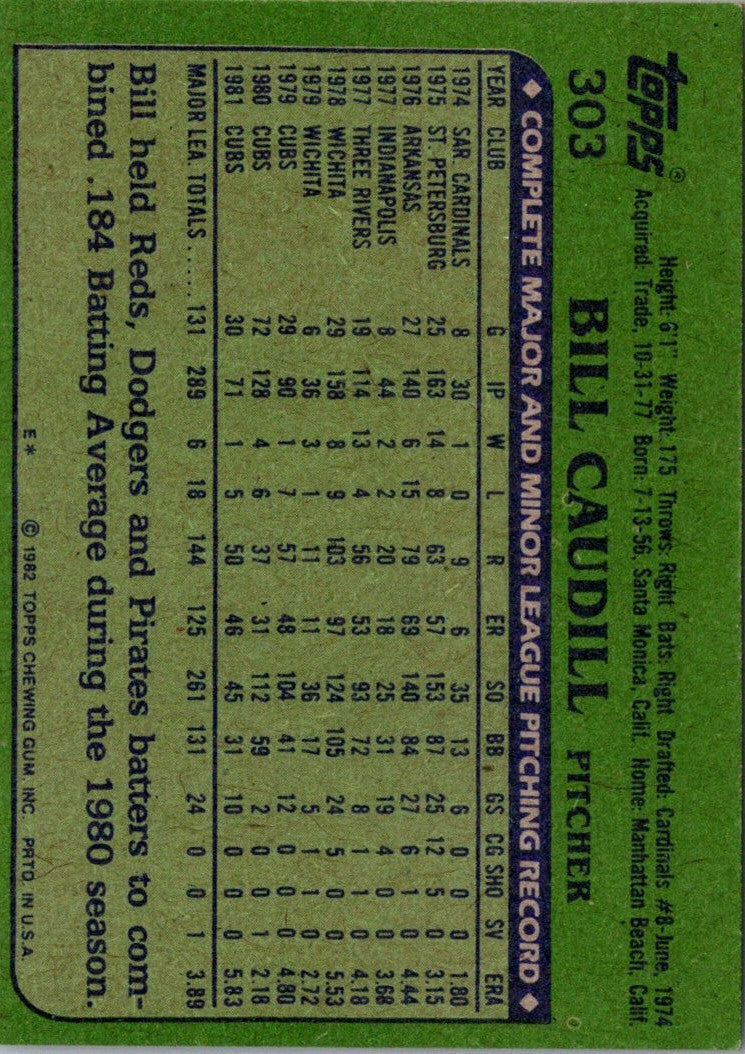 topps®
303
Height: 6'1" Weight: 175 Throws: Right Bats: Right Drafted: Cardinals #8-June, 1974
Acquired: Trade, 10-31-77 Born: 7-13-56, Santa Monica, Calif. Home: Manhattan Beach, Calif.
BILL CAUDILL PITCHER
◆ COMPLETE MAJOR AND MINOR LEAGUE PITCHING RECORD ◆
YEAR CLUB G IP W L R ER SO BB GS CG SHO SV ERA
1974 SAR. CARDINALS 8 30 1 0 9 6 35 13 6 0 0 0 1.80
1975 ST. PETERSBURG 25 163 14 8 63 57 153 87 25 12 5 0 3.15
1976 ARKANSAS 27 140 6 15 79 69 140 84 27 6 1 0 4.44
1977 INDIANAPOLIS 8 44 2 2 20 18 25 31 19 4 0 0 3.68
1977 THREE RIVERS 19 114 13 4 56 53 93 72 8 1 1 0 4.18
1978 WICHITA 29 158 8 9 103 97 124 105 24 5 0 0 5.53
1979 WICHITA 6 36 3 1 11 11 36 17 5 1 1 0 2.72
1979 CUBS 29 90 1 7 57 48 104 41 12 0 0 0 4.80
1980 CUBS 72 128 4 6 37 31 112 59 2 0 0 1 2.18
1981 CUBS 30 71 1 5 50 46 45 31 10 0 0 0 5.83
MAJOR LEA. TOTALS ...... 131 289 6 18 144 125 261 131 24 0 0 1 3.89
Bill held Reds, Dodgers and Pirates batters to com-
bined .184 Batting Average during the 1980 season.
E* © 1982 TOPPS CHEWING GUM, INC. PRTD. IN U.S.A.